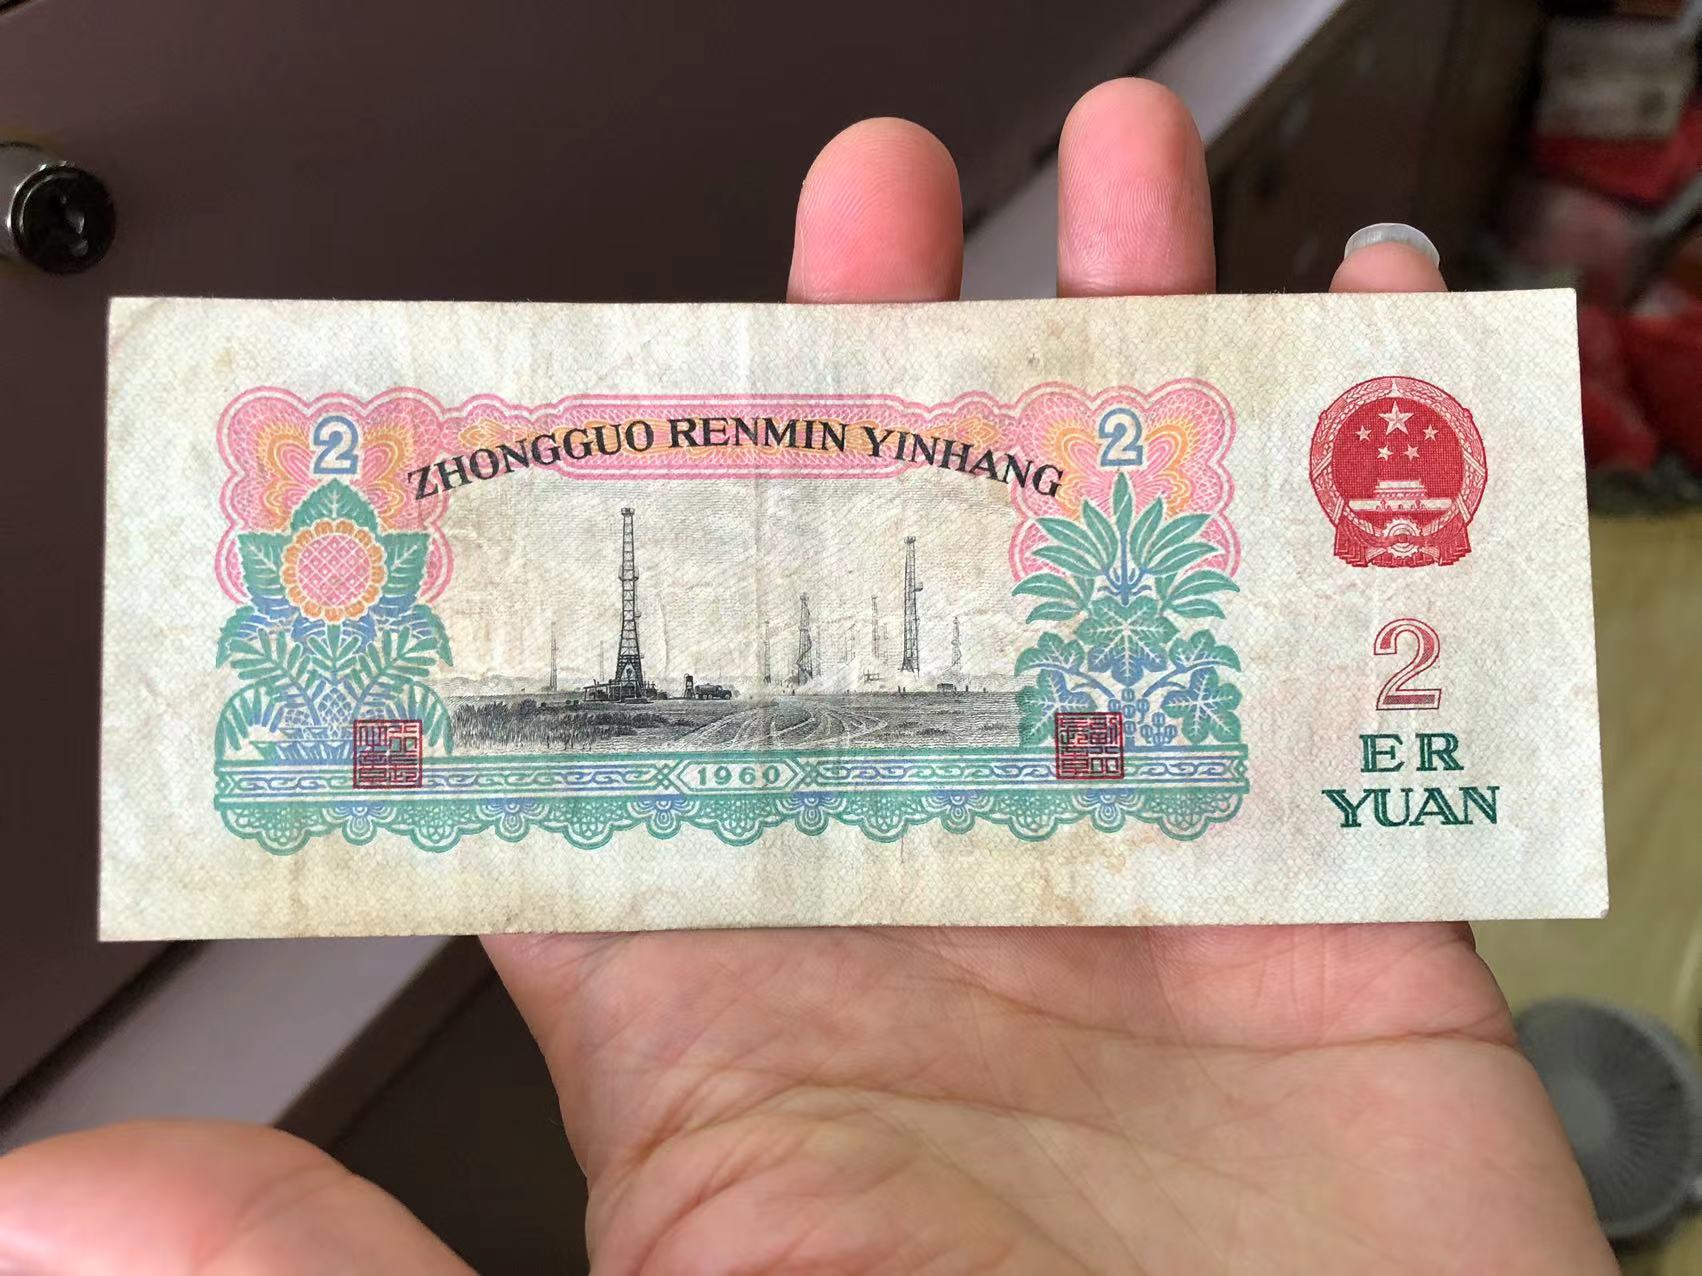 2
2
ZHONGGUO RENMIN YINHANG
1960
2
ER
YUAN